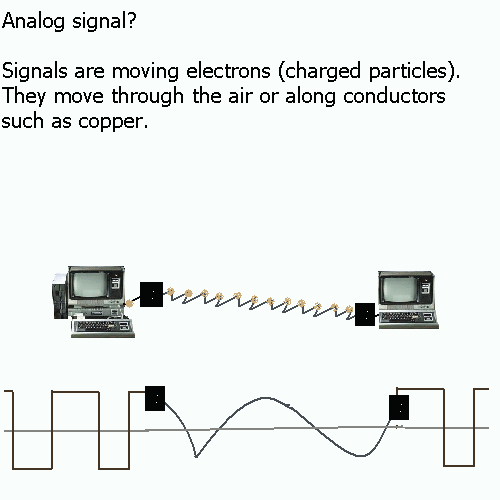 Analog signal?
Signals are moving electrons (charged particles).
They move through the air or along conductors
such as copper.